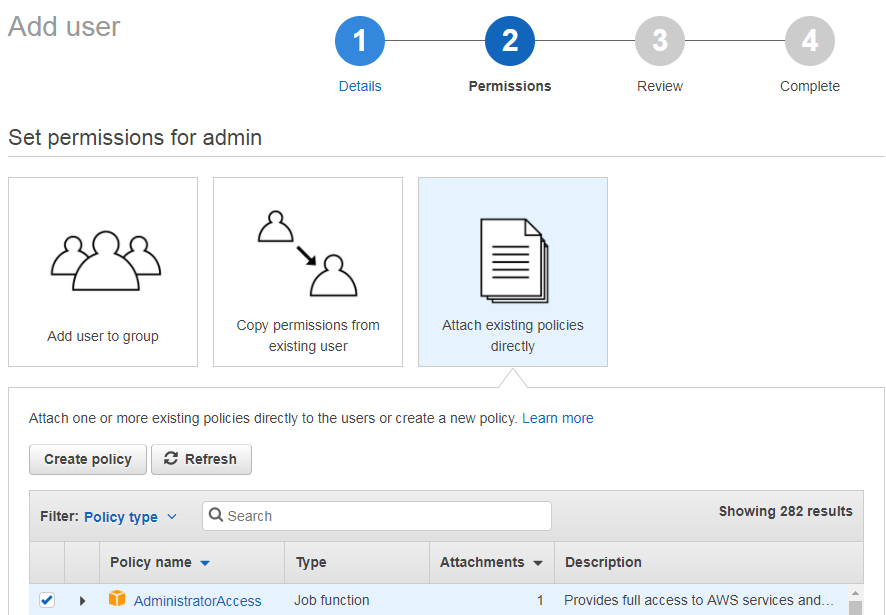 Add user
1
2
3
4
Details
Permissions
Review
Complete
Set permissions for admin
Add user to group
Copy permissions from
existing user
Attach existing policies
directly
Attach one or more existing policies directly to the users or create a new policy. Learn more
Create policy
Refresh
Filter: Policy type
Search
Showing 282 results
Policy name
Type
Attachments
Description
AdministratorAccess
Job function
1
Provides full access to AWS services and…